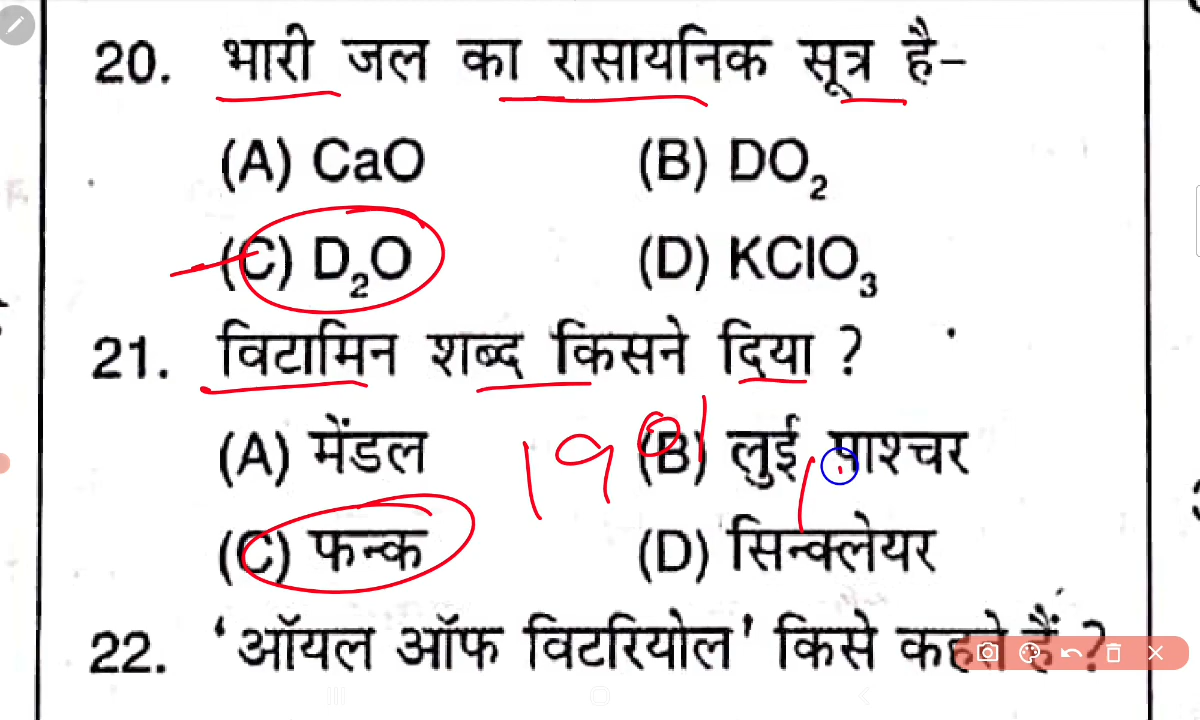 20. भारी जल का रासायनिक सूत्र है–
(A) CaO (B) DO₂
(C) D₂O (D) KClO₃
21. विटामिन शब्द किसने दिया ?
(A) मेंडल (B) लुई पाश्चर
(C) फन्क (D) सिन्क्लेयर
22. 'ऑयल ऑफ विटरियोल' किसे कहते हैं ?